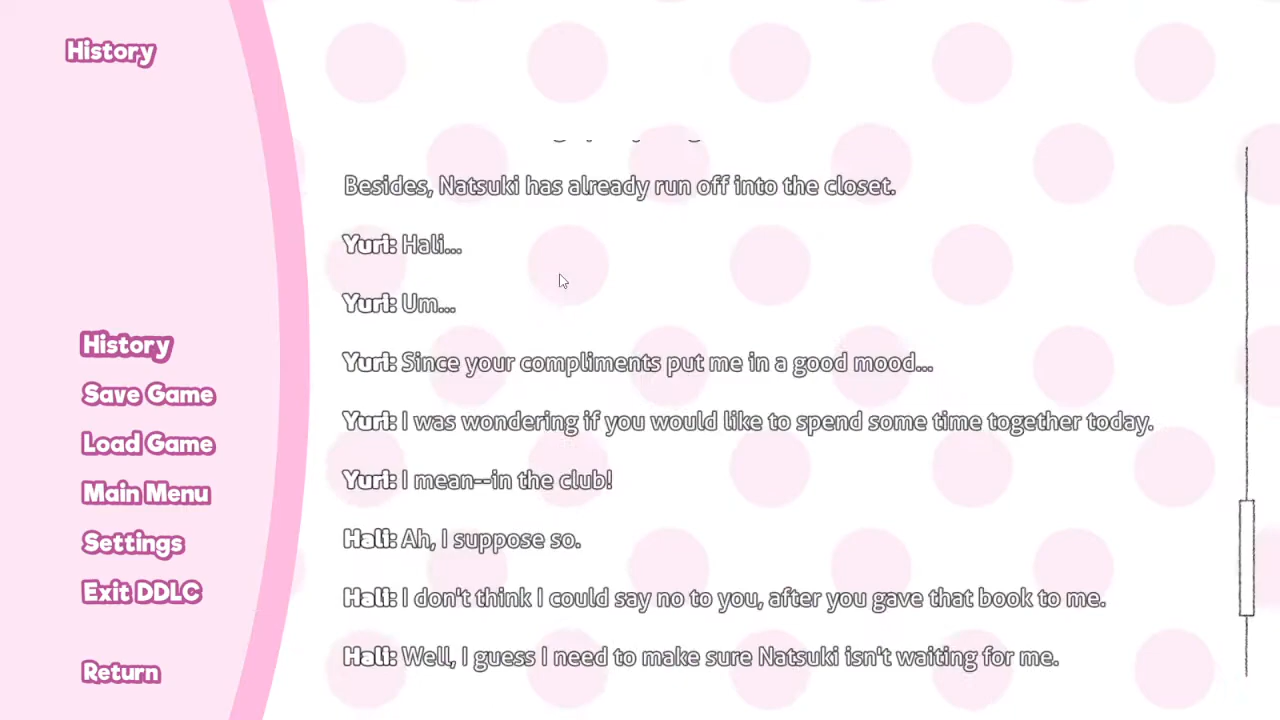 History
Besides, Natsuki has already run off into the closet.
Yuri: Hali...
Yuri: Um...
Yuri: Since your compliments put me in a good mood...
Yuri: I was wondering if you would like to spend some time together today.
Yuri: I mean--in the club!
Hali: Ah, I suppose so.
Hali: I don't think I could say no to you, after you gave that book to me.
Hali: Well, I guess I need to make sure Natsuki isn't waiting for me.
History
Save Game
Load Game
Main Menu
Settings
Exit DDLC
Return